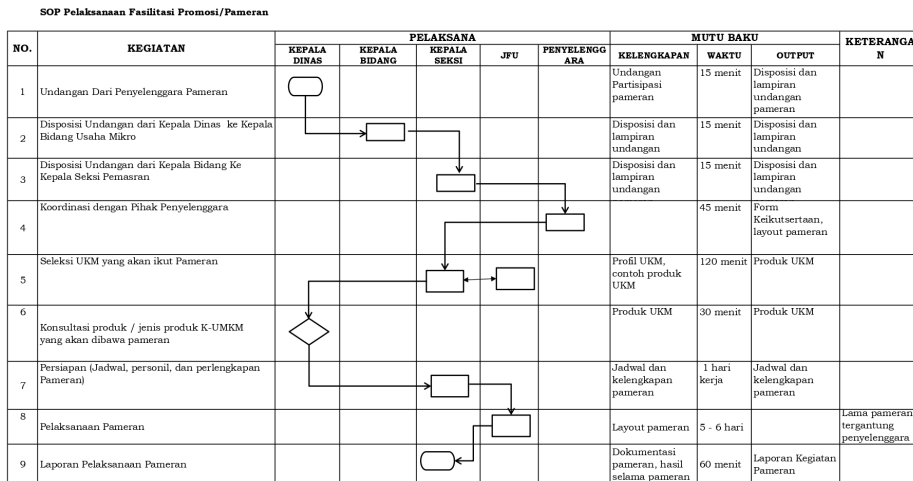 SOP Pelaksanaan Fasilitasi Promosi/Pameran
NO.
KEGIATAN
PELAKSANA
MUTU BAKU
KETERANGA
N
KEPALA
DINAS
KEPALA
BIDANG
KEPALA
SEKSI
JFU
PENYELENGG
ARA
KELENGKAPAN
WAKTU
OUTPUT
1
Undangan Dari Penyelenggara Pameran
Undangan
Partisipasi
pameran
15 menit
Disposisi dan
lampiran
undangan
pameran
2
Disposisi Undangan dari Kepala Dinas ke Kepala
Bidang Usaha Mikro
Disposisi dan
lampiran
undangan
15 menit
Disposisi dan
lampiran
undangan
3
Disposisi Undangan dari Kepala Bidang Ke
Kepala Seksi Pemasran
Disposisi dan
lampiran
undangan
15 menit
Disposisi dan
lampiran
undangan
4
Koordinasi dengan Pihak Penyelenggara
45 menit
Form
Keikutsertaan,
layout pameran
5
Seleksi UKM yang akan ikut Pameran
Profil UKM,
contoh produk
UKM
120 menit
Produk UKM
6
Konsultasi produk / jenis produk K-UMKM
yang akan dibawa pameran
Produk UKM
30 menit
Produk UKM
7
Persiapan (Jadwal, personil, dan perlengkapan
Pameran)
Jadwal dan
kelengkapan
pameran
1 hari
kerja
Jadwal dan
kelengkapan
pameran
8
Pelaksanaan Pameran
Layout pameran
5 - 6 hari
Lama pameran
tergantung
penyelenggara
9
Laporan Pelaksanaan Pameran
Dokumentasi
pameran, hasil
selama pameran
60 menit
Laporan Kegiatan
Pameran